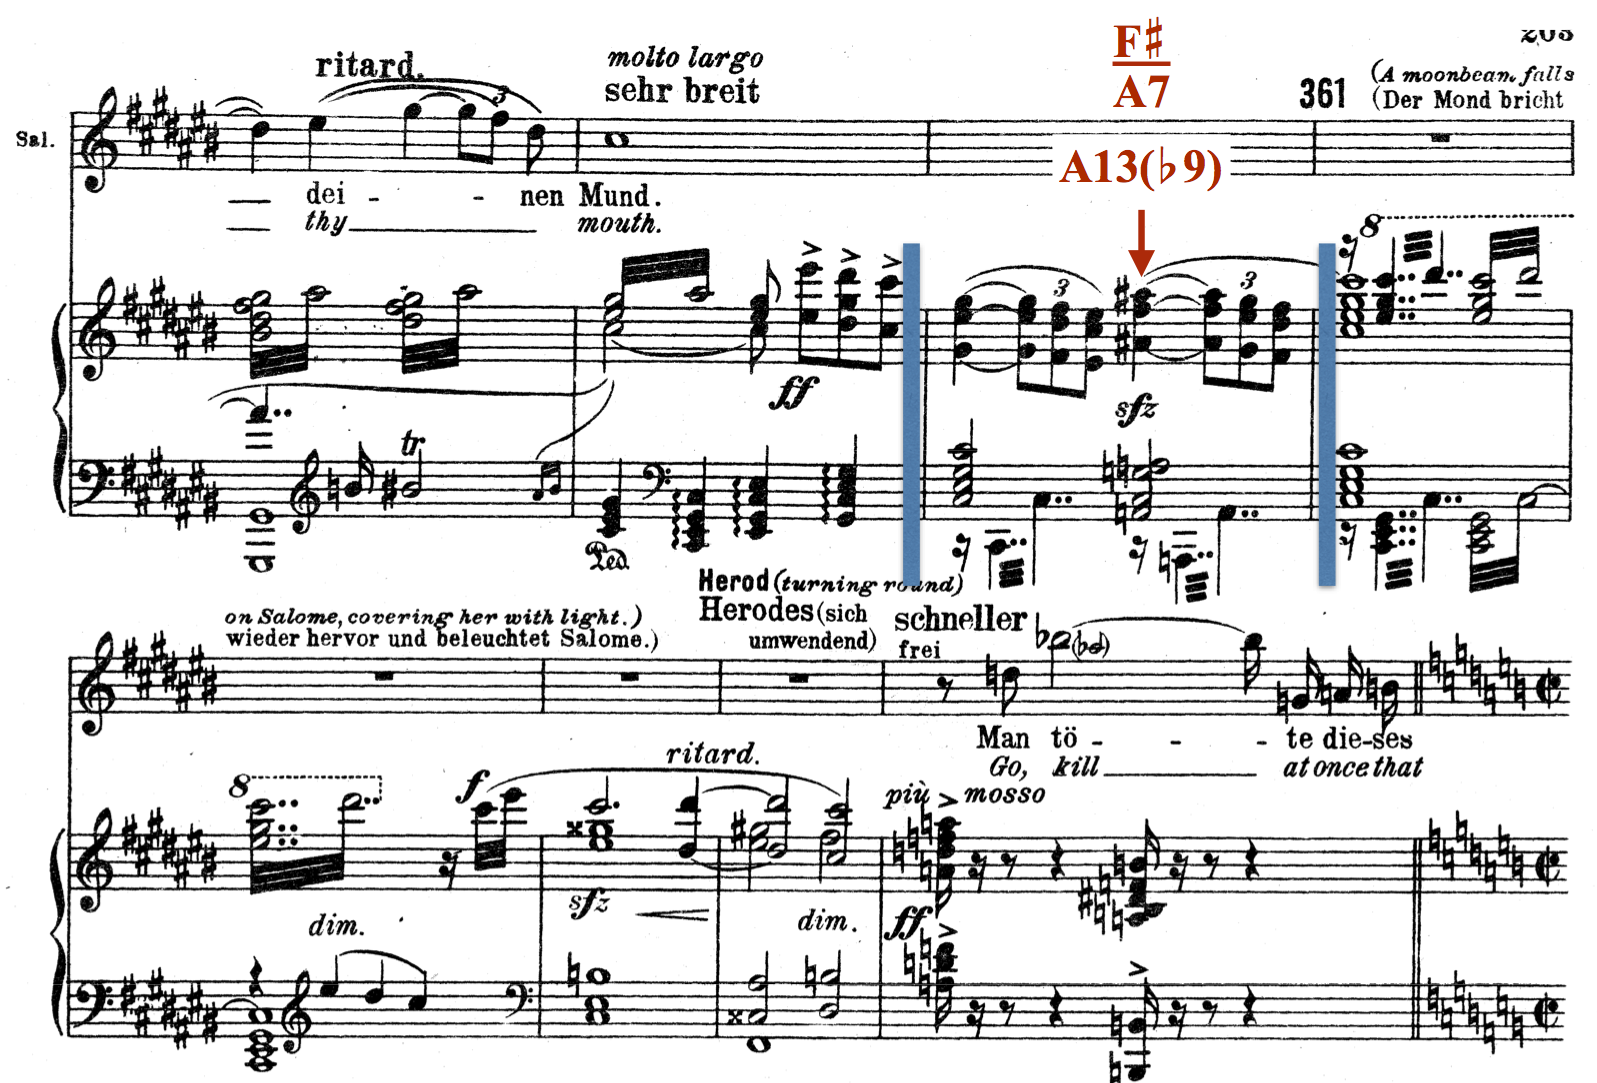 203
F♯
A7
ritard.
molto largo
sehr breit
361
(A moonbeam falls
(Der Mond bricht
A13(♭9)
Sal.
3
dei - - nen Mund.
thy mouth.
8
3
3
ff
sfz
tr
Ped.
Herod (turning round)
Herodes (sich
umwendend)
on Salome, covering her with light.)
wieder hervor und beleuchtet Salome.)
schneller
frei
Man tö - - - te die-ses
Go, kill at once that
8
f
ritard.
più mosso
dim.
sfz
dim.
ff